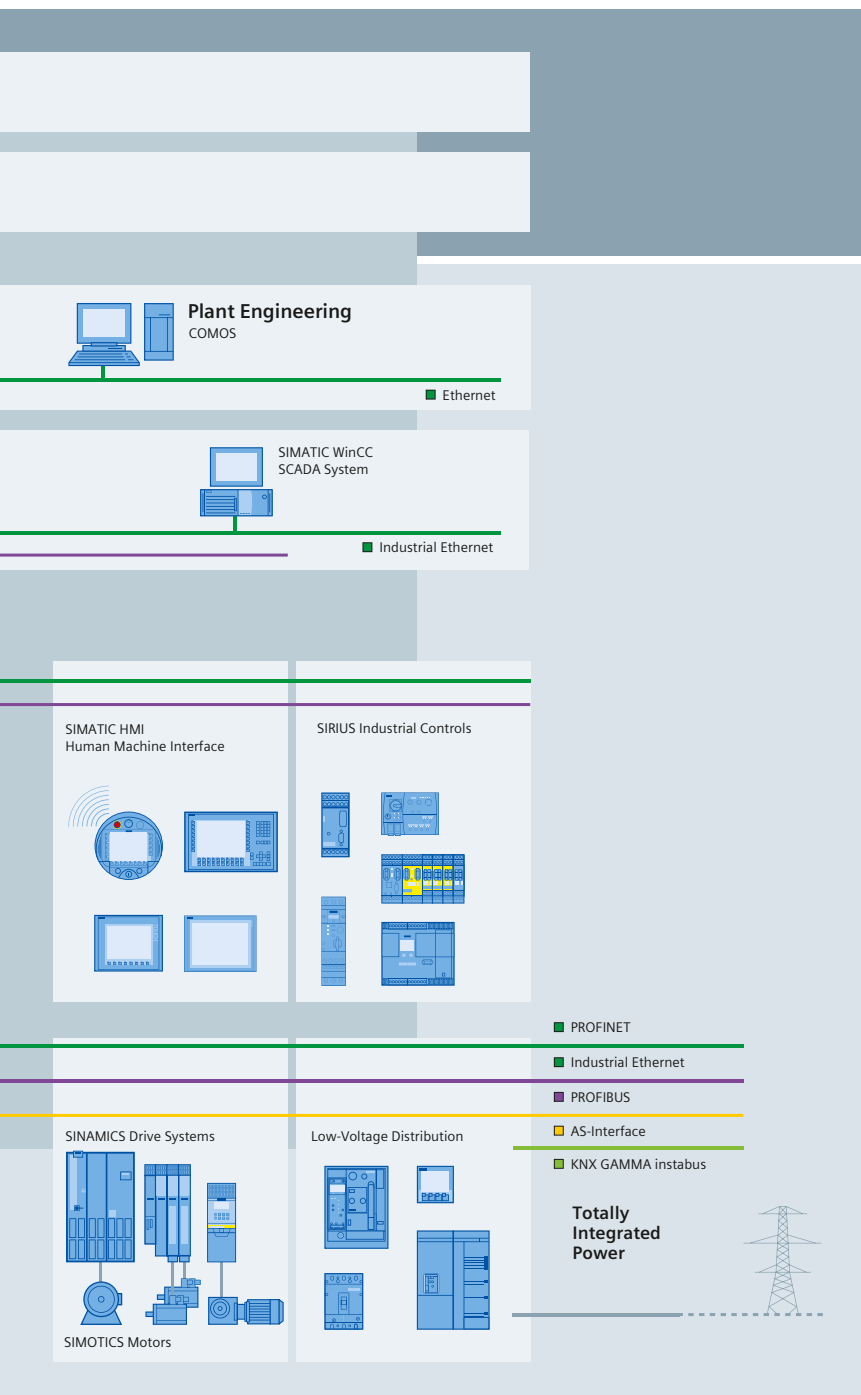 Plant Engineering
COMOS
Ethernet
SIMATIC WinCC
SCADA System
Industrial Ethernet
SIMATIC HMI
Human Machine Interface
SIRIUS Industrial Controls
PROFINET
Industrial Ethernet
PROFIBUS
AS-Interface
KNX GAMMA instabus
SINAMICS Drive Systems
Low-Voltage Distribution
Totally
Integrated
Power
SIMOTICS Motors